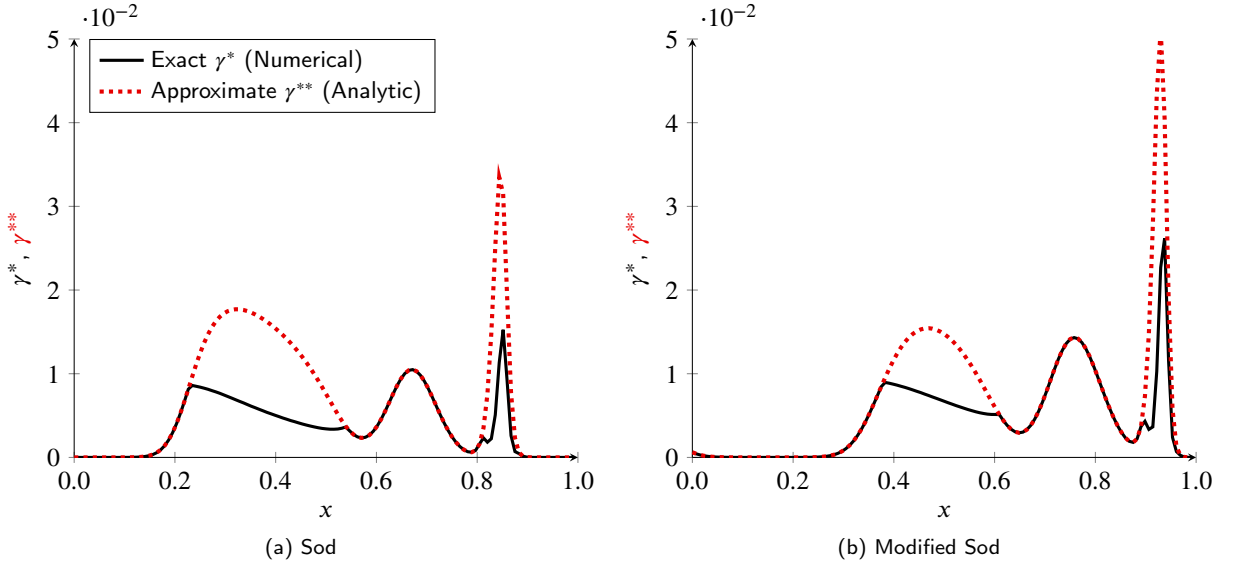 ·10⁻²
5
4
3
2
1
0
γ*, γ**
Exact γ* (Numerical)
Approximate γ** (Analytic)
0.0 0.2 0.4 0.6 0.8 1.0
x
(a) Sod
·10⁻²
5
4
3
2
1
0
γ*, γ**
0.0 0.2 0.4 0.6 0.8 1.0
x
(b) Modified Sod